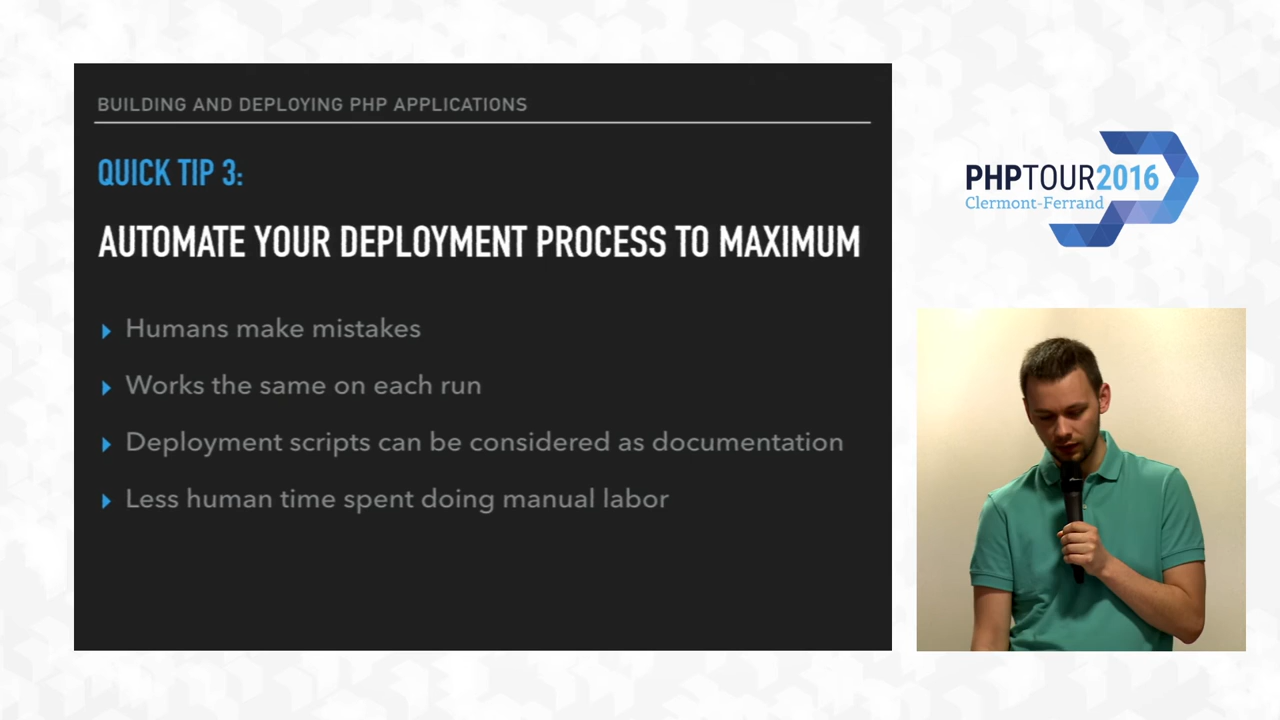 BUILDING AND DEPLOYING PHP APPLICATIONS
QUICK TIP 3:
AUTOMATE YOUR DEPLOYMENT PROCESS TO MAXIMUM
Humans make mistakes
Works the same on each run
Deployment scripts can be considered as documentation
Less human time spent doing manual labor
PHPTOUR2016
Clermont-Ferrand